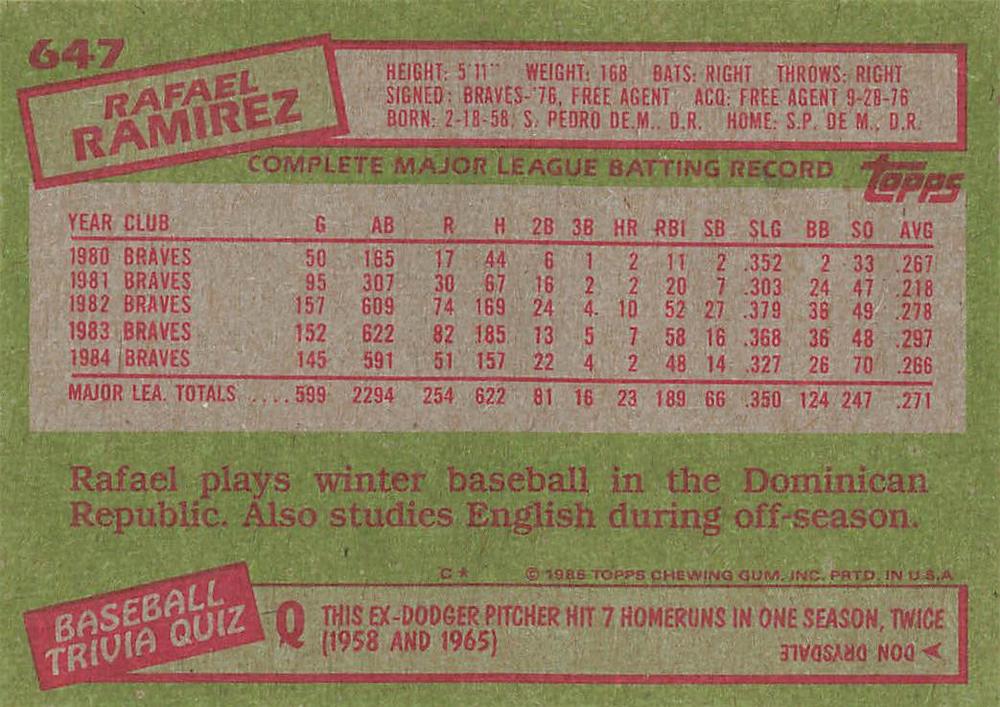 647
RAFAEL
RAMIREZ
HEIGHT: 5'11" WEIGHT: 168 BATS: RIGHT THROWS: RIGHT
SIGNED: BRAVES-'76, FREE AGENT ACQ: FREE AGENT 9-28-76
BORN: 2-18-58, S. PEDRO DE M., D.R. HOME: S.P. DE M., D.R.
COMPLETE MAJOR LEAGUE BATTING RECORD
TOPPS
YEAR CLUB G AB R H 2B 3B HR RBI SB SLG BB SO AVG
1980 BRAVES 50 165 17 44 6 1 2 11 2 .352 2 33 .267
1981 BRAVES 95 307 30 67 16 2 2 20 7 .303 24 47 .218
1982 BRAVES 157 609 74 169 24 4 10 52 27 .379 36 49 .278
1983 BRAVES 152 622 82 185 13 5 7 58 16 .368 36 48 .297
1984 BRAVES 145 591 51 157 22 4 2 48 14 .327 26 70 .266
MAJOR LEA. TOTALS .... 599 2294 254 622 81 16 23 189 66 .350 124 247 .271
Rafael plays winter baseball in the Dominican
Republic. Also studies English during off-season.
C* © 1985 TOPPS CHEWING GUM, INC. PRTD. IN U.S.A.
BASEBALL
TRIVIA QUIZ
Q THIS EX-DODGER PITCHER HIT 7 HOMERUNS IN ONE SEASON, TWICE
(1958 AND 1965)
DON DRYSDALE